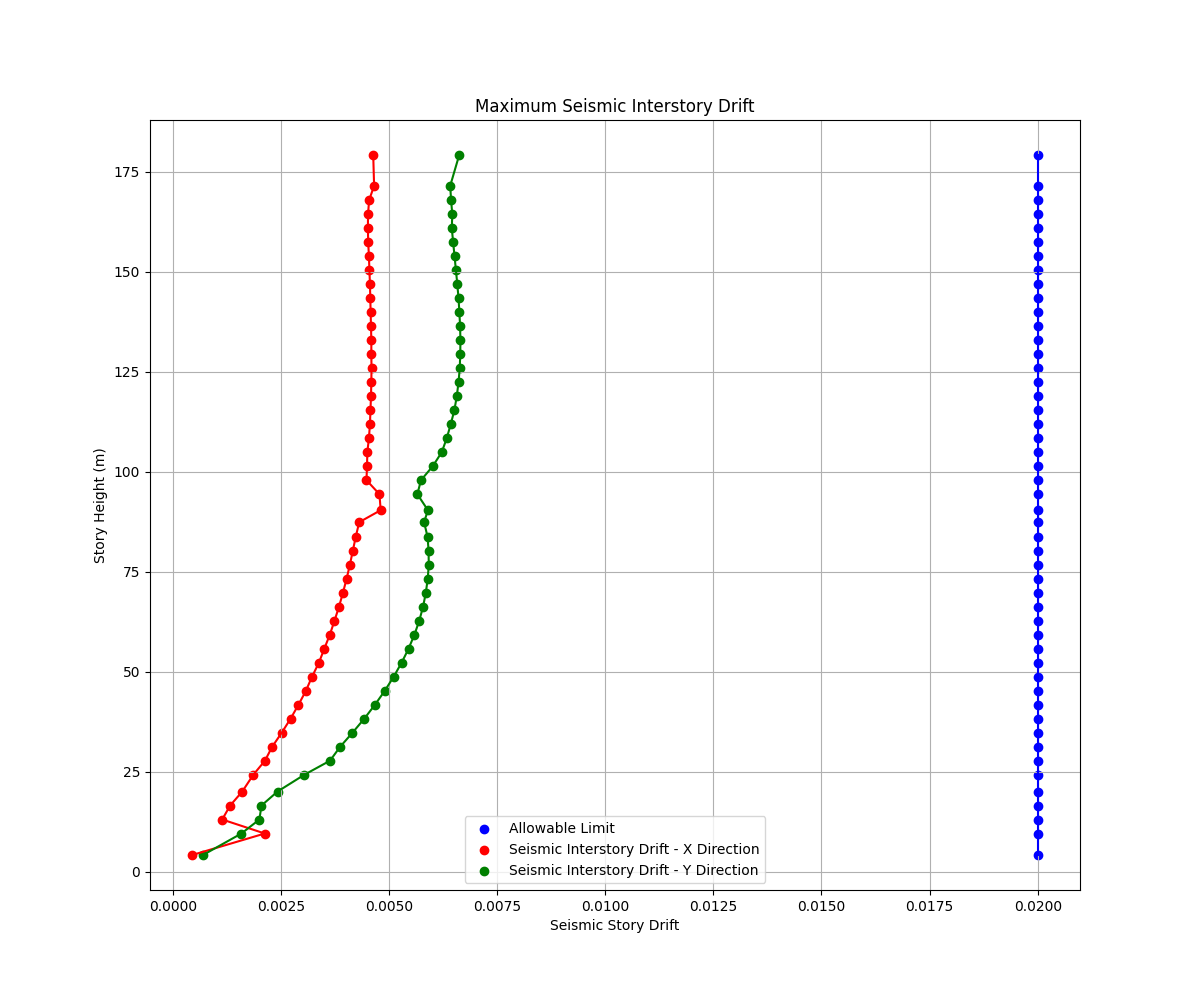 Maximum Seismic Interstory Drift
175
150
125
100
75
50
25
0
Story Height (m)
Allowable Limit
Seismic Interstory Drift - X Direction
Seismic Interstory Drift - Y Direction
0.0000 0.0025 0.0050 0.0075 0.0100 0.0125 0.0150 0.0175 0.0200
Seismic Story Drift